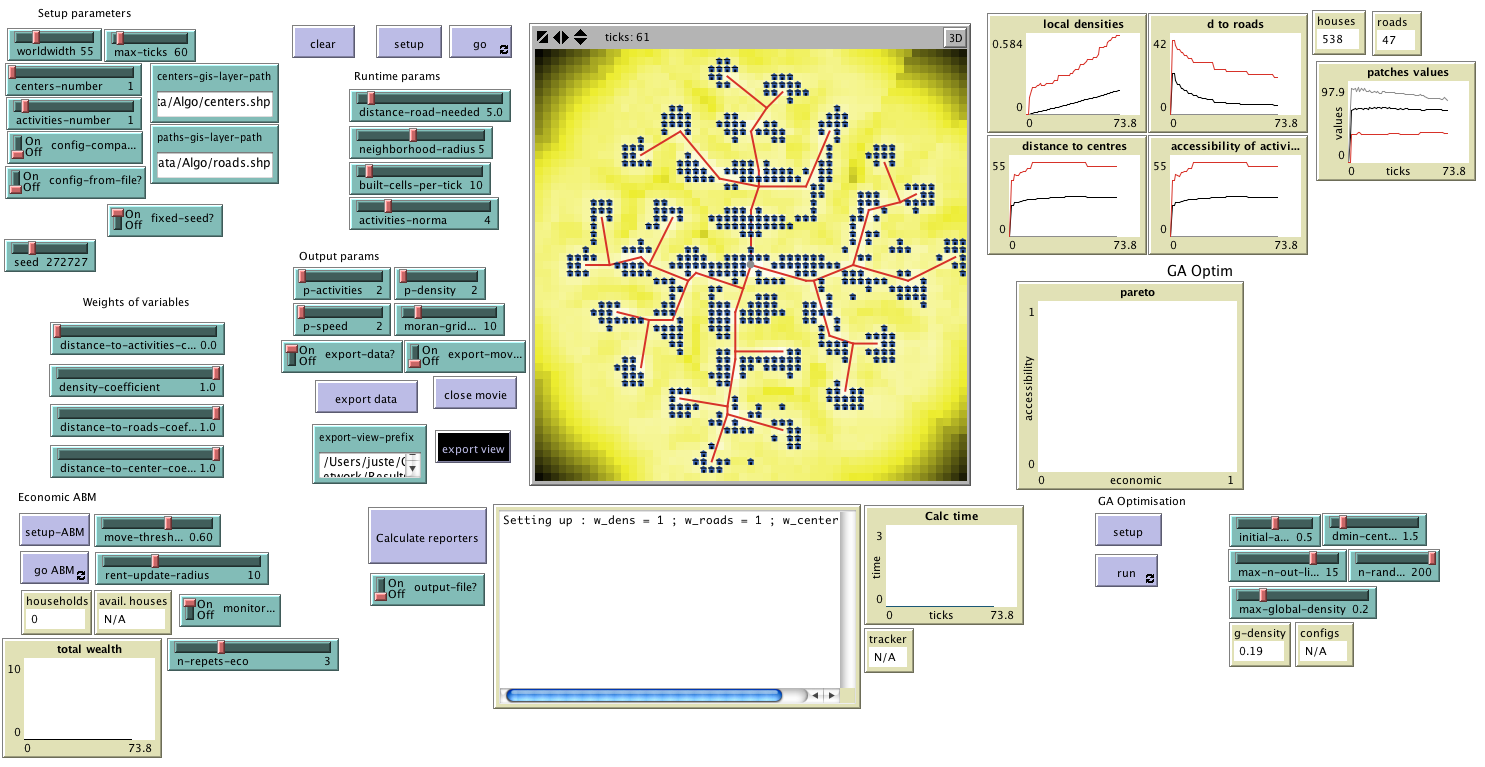 Setup parameters
worldwidth 55
max-ticks 60
centers-number 1
activities-number 1
On
Off
config-compa...
On
Off
config-from-file?
centers-gis-layer-path
ta/Algo/centers.shp
paths-gis-layer-path
ata/Algo/roads.shp
On
Off
fixed-seed?
seed 272727
Weights of variables
distance-to-activities-c... 0.0
density-coefficient 1.0
distance-to-roads-coef... 1.0
distance-to-center-coe... 1.0
clear
setup
go
Runtime params
distance-road-needed 5.0
neighborhood-radius 5
built-cells-per-tick 10
activities-norma 4
Output params
p-activities 2
p-density 2
p-speed 2
moran-grid... 10
On
Off
export-data?
On
Off
export-mov...
export data
close movie
export-view-prefix
/Users/juste/
etwork/Result
export view
ticks: 61
3D
local densities
0.584
0
0
73.8
d to roads
42
0
0
73.8
distance to centres
55
0
0
73.8
accessibility of activi...
55
0
0
73.8
houses
538
roads
47
patches values
97.9
values
0
0
ticks
73.8
GA Optim
pareto
1
accessibility
0
0
economic
1
Economic ABM
setup-ABM
move-thresh... 0.60
go ABM
rent-update-radius 10
households
0
avail. houses
N/A
On
Off
monitor...
total wealth
10
0
0
73.8
n-repets-eco 3
Calculate reporters
On
Off
output-file?
Setting up : w_dens = 1 ; w_roads = 1 ; w_center
Calc time
3
time
0
0
ticks
73.8
tracker
N/A
GA Optimisation
setup
run
initial-a... 0.5
dmin-cent... 1.5
max-n-out-li... 15
n-rand... 200
max-global-density 0.2
g-density
0.19
configs
N/A